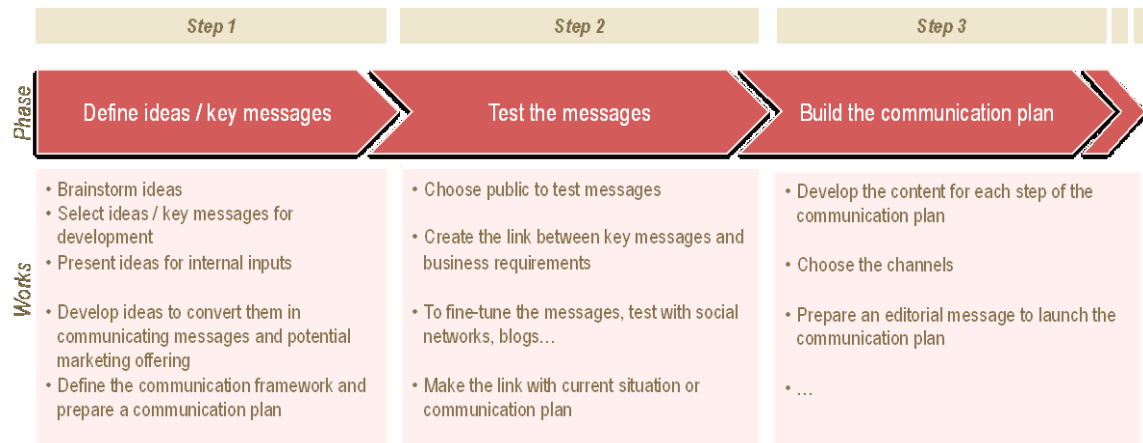 Step 1
Step 2
Step 3
Phase
Define ideas / key messages
Test the messages
Build the communication plan
Works
• Brainstorm ideas
• Select ideas / key messages for
development
• Present ideas for internal inputs
• Develop ideas to convert them in
communicating messages and potential
marketing offering
• Define the communication framework and
prepare a communication plan
• Choose public to test messages
• Create the link between key messages and
business requirements
• To fine-tune the messages, test with social
networks, blogs…
• Make the link with current situation or
communication plan
• Develop the content for each step of the
communication plan
• Choose the channels
• Prepare an editorial message to launch the
communication plan
• …